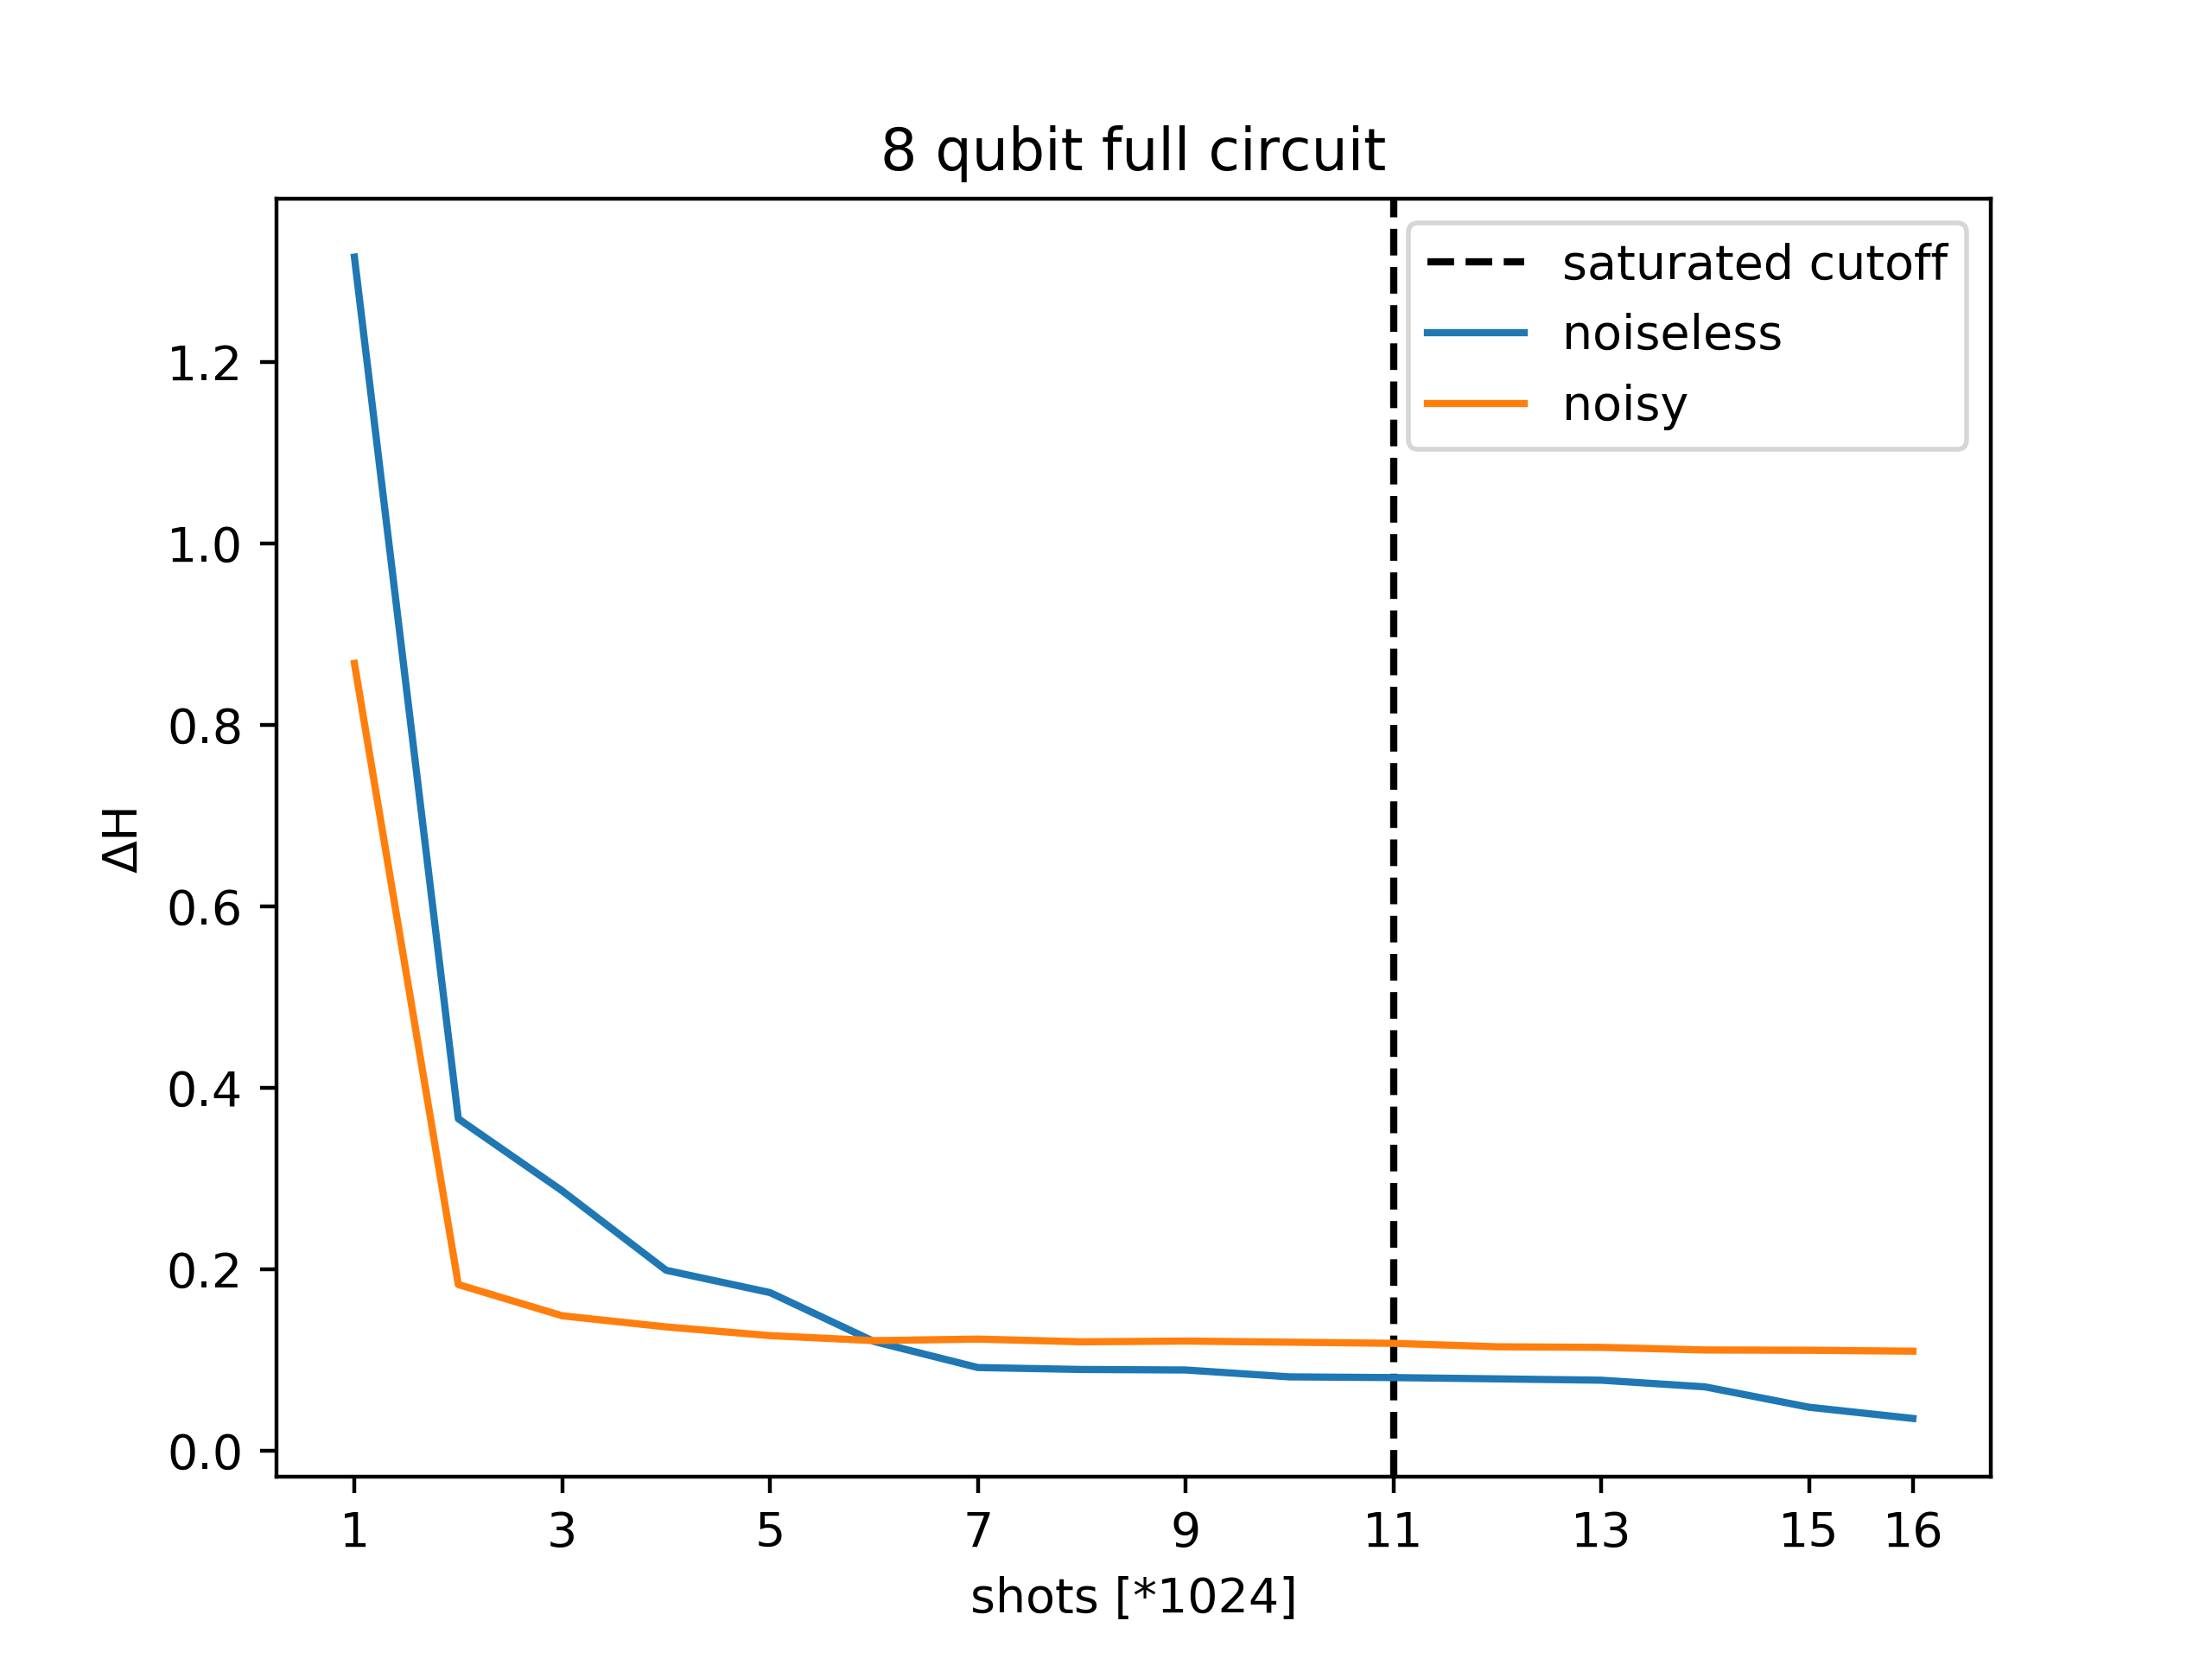 8 qubit full circuit
saturated cutoff
noiseless
noisy
1.2
1.0
0.8
0.6
0.4
0.2
0.0
ΔH
1 3 5 7 9 11 13 15 16
shots [*1024]